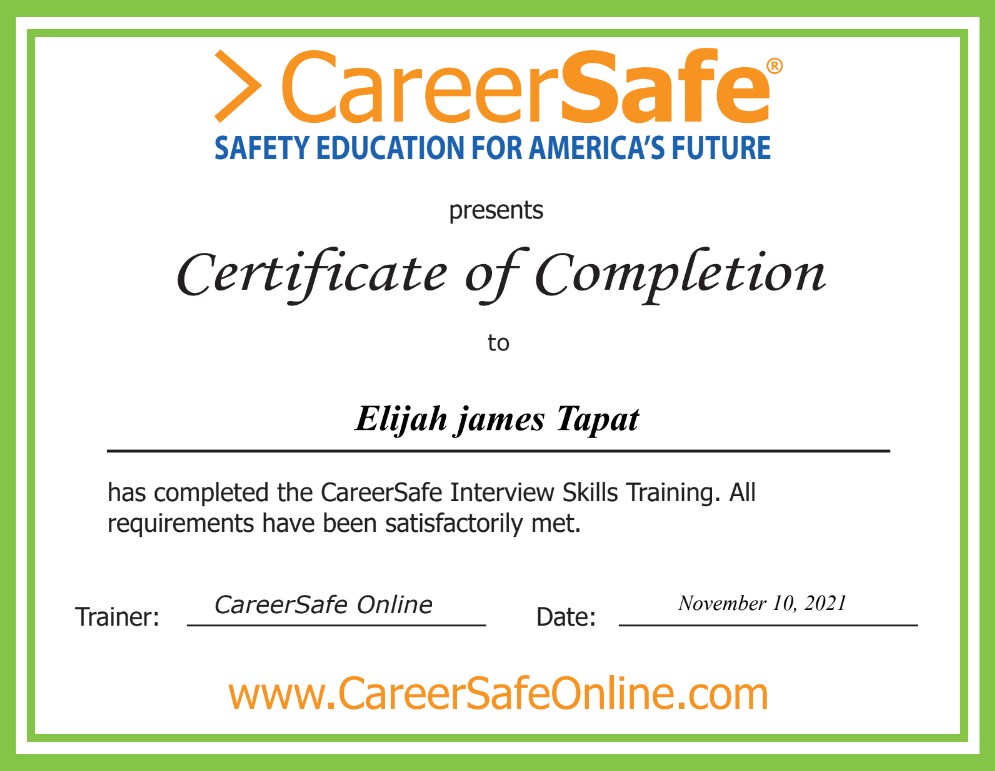 > CareerSafe®
SAFETY EDUCATION FOR AMERICA'S FUTURE
presents
Certificate of Completion
to
Elijah james Tapat
has completed the CareerSafe Interview Skills Training. All
requirements have been satisfactorily met.
Trainer: CareerSafe Online Date: November 10, 2021
www.CareerSafeOnline.com